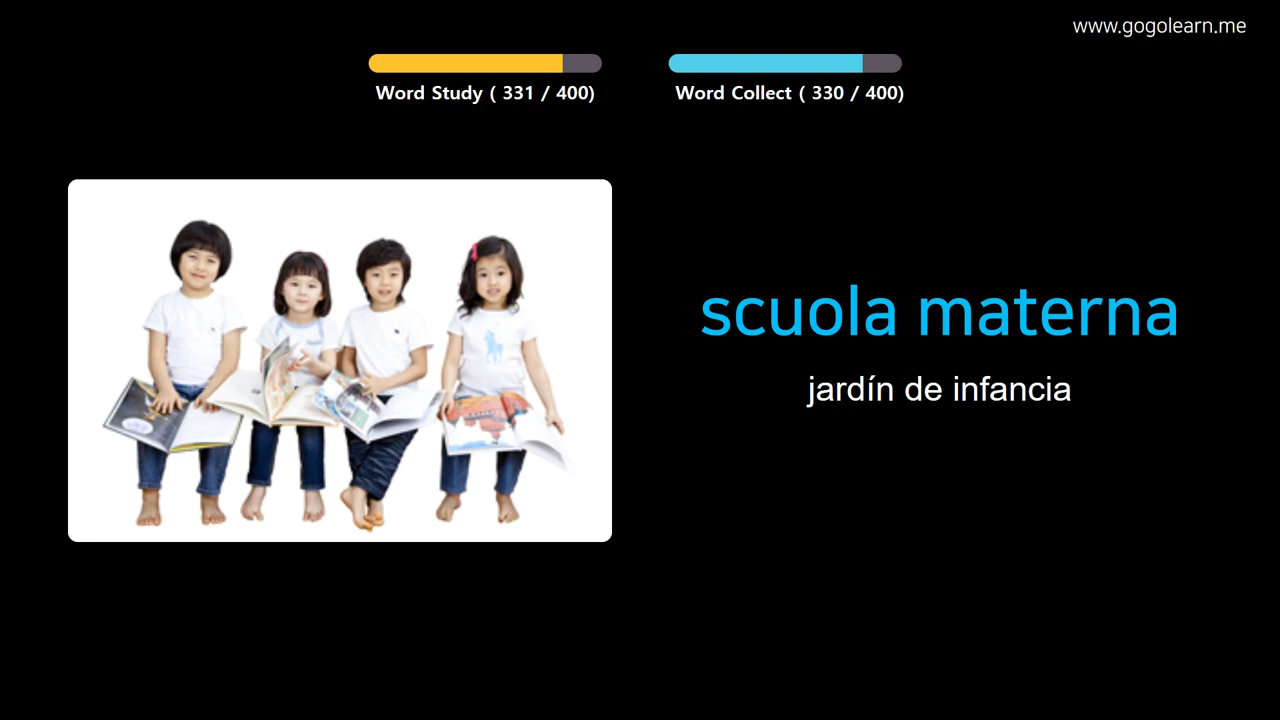 www.gogolearn.me
Word Study ( 331 / 400)
Word Collect ( 330 / 400)
scuola materna
jardín de infancia